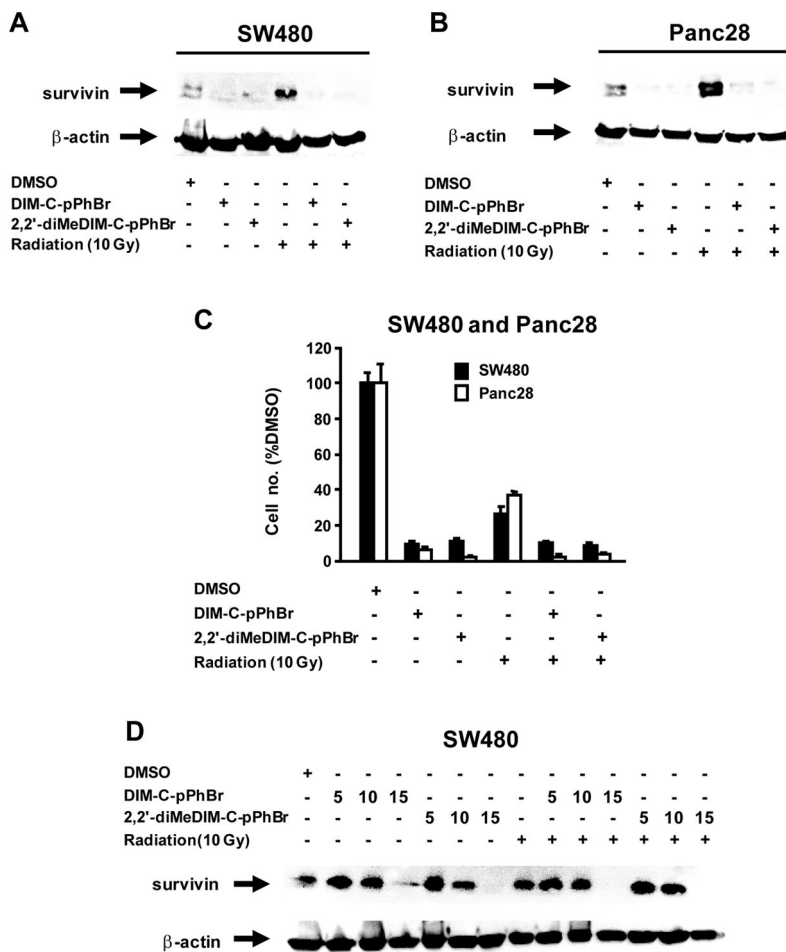 A
SW480
survivin
β-actin
DMSO + - - - - -
DIM-C-pPhBr - + - - + -
2,2'-diMeDIM-C-pPhBr - - + - - +
Radiation (10 Gy) - - - + + +
B
Panc28
survivin
β-actin
DMSO + - - - - -
DIM-C-pPhBr - + - - + -
2,2'-diMeDIM-C-pPhBr - - + - - +
Radiation (10 Gy) - - - + + +
C
SW480 and Panc28
Cell no. (%DMSO)
120
100
80
60
40
20
0
SW480
Panc28
DMSO + - - - - -
DIM-C-pPhBr - + - - + -
2,2'-diMeDIM-C-pPhBr - - + - - +
Radiation (10 Gy) - - - + + +
D
SW480
DMSO + - - - - - - - - - - - - -
DIM-C-pPhBr - 5 10 15 - - - - 5 10 15 - - -
2,2'-diMeDIM-C-pPhBr - - - - 5 10 15 - - - - 5 10 15
Radiation(10 Gy) - - - - - - - + + + + + + +
survivin
β-actin